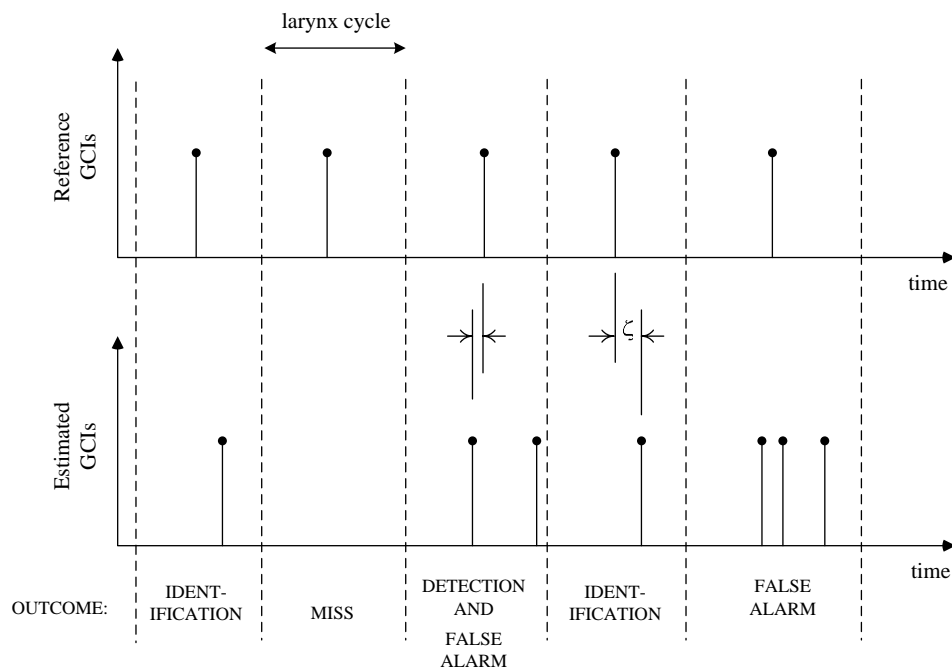 larynx cycle
Reference
GCIs
time
ζ
Estimated
GCIs
time
OUTCOME:
IDENT-
IFICATION
MISS
DETECTION
AND
FALSE
ALARM
IDENT-
IFICATION
FALSE
ALARM